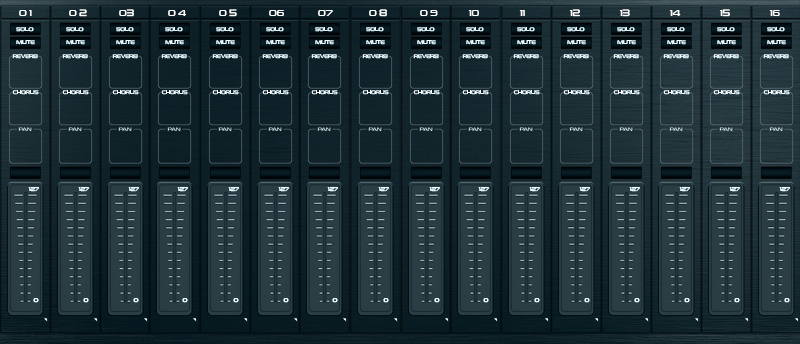 01 02 03 04 05 06 07 08 09 10 11 12 13 14 15 16
SOLO SOLO SOLO SOLO SOLO SOLO SOLO SOLO SOLO SOLO SOLO SOLO SOLO SOLO SOLO SOLO
MUTE MUTE MUTE MUTE MUTE MUTE MUTE MUTE MUTE MUTE MUTE MUTE MUTE MUTE MUTE MUTE
REVERB REVERB REVERB REVERB REVERB REVERB REVERB REVERB REVERB REVERB REVERB REVERB REVERB REVERB REVERB REVERB
CHORUS CHORUS CHORUS CHORUS CHORUS CHORUS CHORUS CHORUS CHORUS CHORUS CHORUS CHORUS CHORUS CHORUS CHORUS CHORUS
PAN PAN PAN PAN PAN PAN PAN PAN PAN PAN PAN PAN PAN PAN PAN PAN
127 127 127 127 127 127 127 127 127 127 127 127 127 127 127 127
0 0 0 0 0 0 0 0 0 0 0 0 0 0 0 0